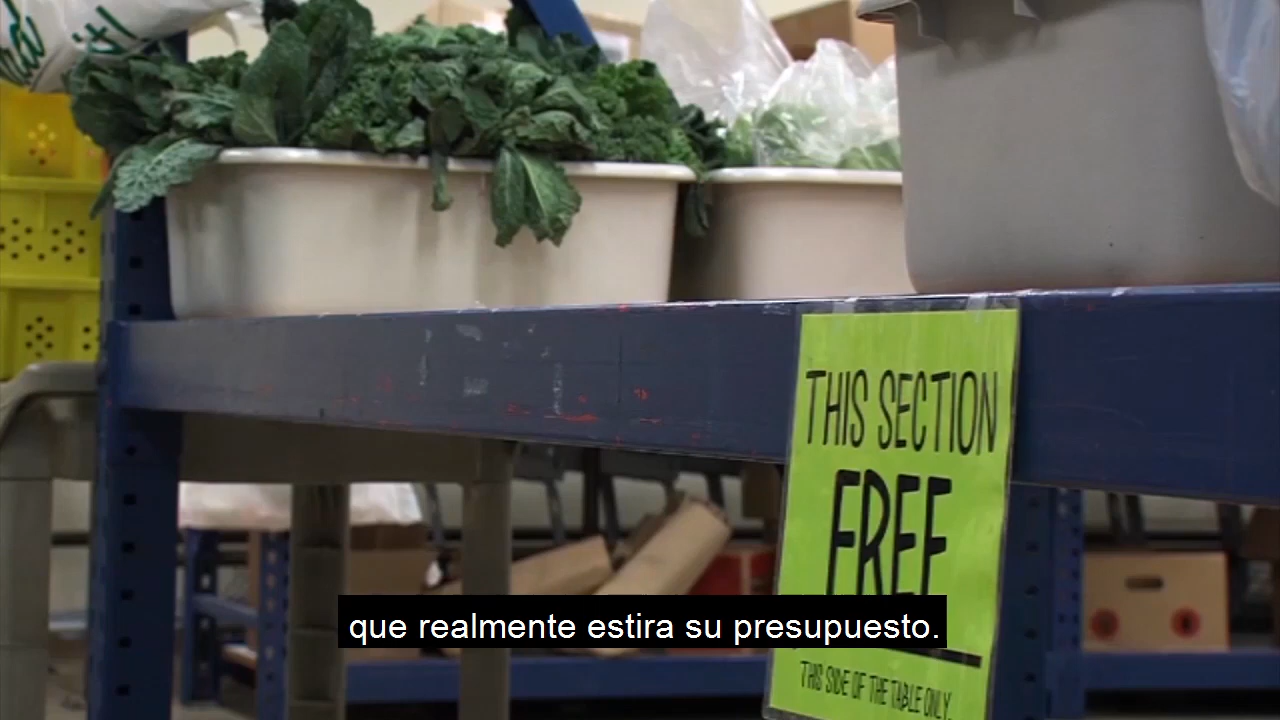 THIS SECTION
FREE
que realmente estira su presupuesto.
THIS SIDE OF THE TABLE ONLY.